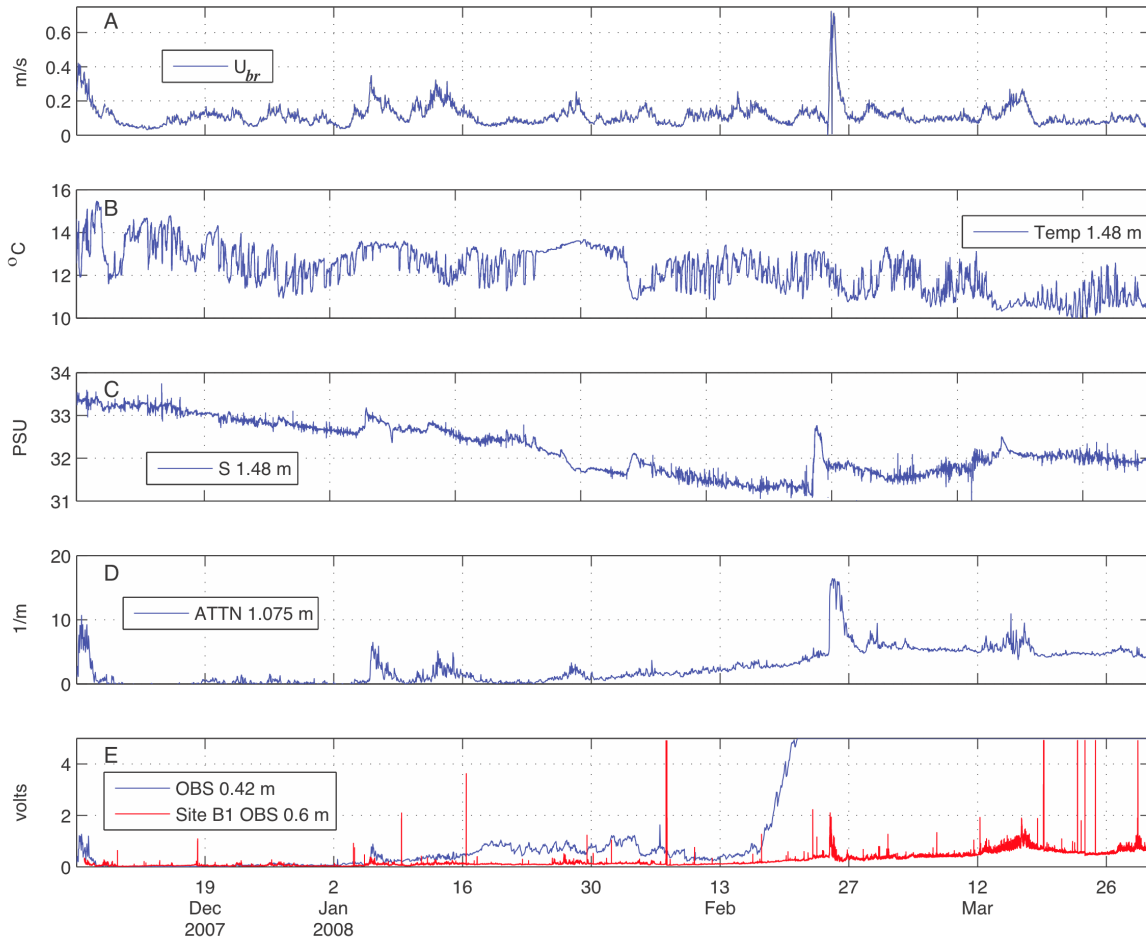 A
0.6
0.4
0.2
0
m/s
Ubr
B
16
14
12
10
oC
Temp 1.48 m
C
34
33
32
31
PSU
S 1.48 m
D
20
10
0
1/m
ATTN 1.075 m
E
4
2
0
volts
OBS 0.42 m
Site B1 OBS 0.6 m
19 2 16 30 13 27 12 26
Dec Jan Feb Mar
2007 2008